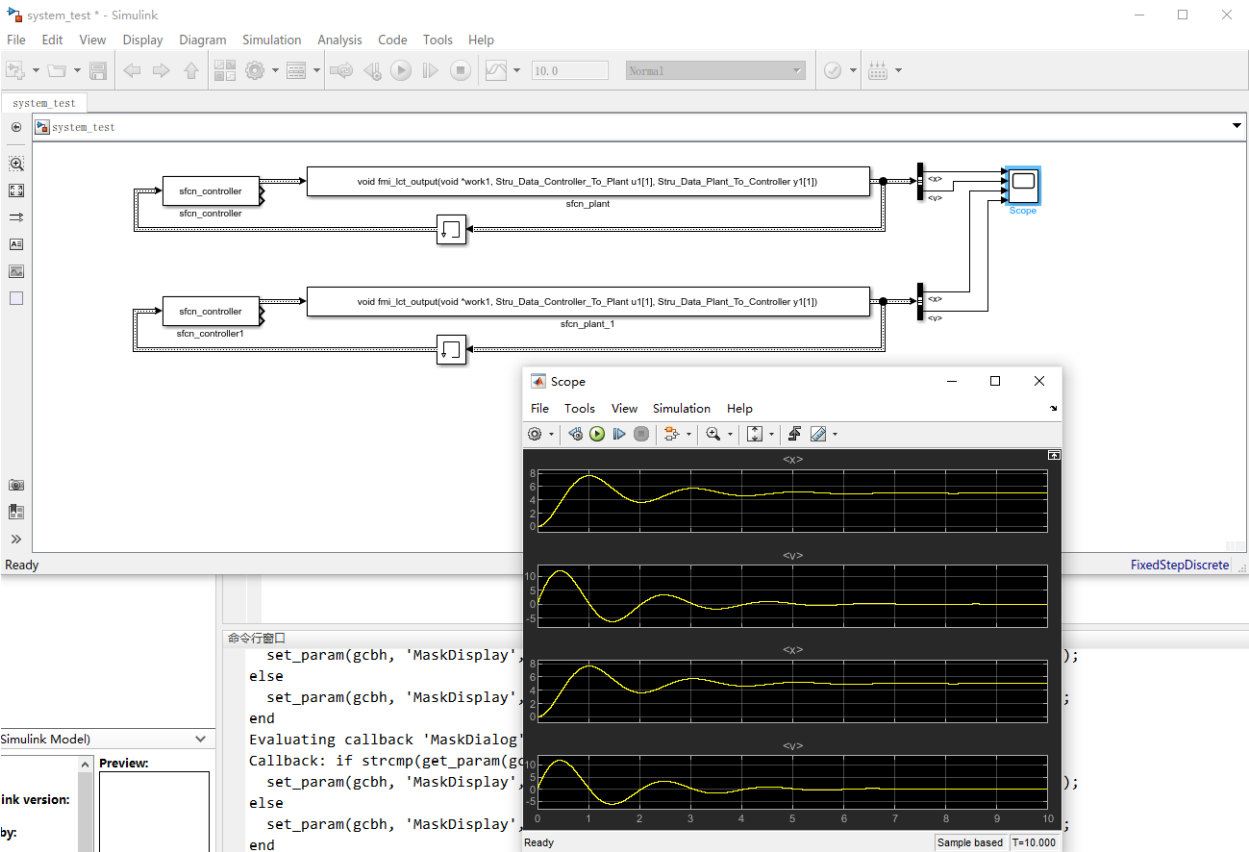 system_test * - Simulink
File Edit View Display Diagram Simulation Analysis Code Tools Help
10.0 Normal
system_test
system_test
sfcn_controller
sfcn_controller
void fmi_lct_output(void *work1, Stru_Data_Controller_To_Plant u1[1], Stru_Data_Plant_To_Controller y1[1])
sfcn_plant
<x>
<v>
Scope
sfcn_controller
sfcn_controller1
void fmi_lct_output(void *work1, Stru_Data_Controller_To_Plant u1[1], Stru_Data_Plant_To_Controller y1[1])
sfcn_plant_1
<x>
<v>
Ready
FixedStepDiscrete
Scope
File Tools View Simulation Help
<x>
8
6
4
2
0
<v>
10
5
0
-5
<x>
8
6
4
2
0
<v>
10
5
0
-5
0 1 2 3 4 5 6 7 8 9 10
Ready
Sample based T=10.000
命令行窗口
set_param(gcbh, 'MaskDisplay', );
else
set_param(gcbh, 'MaskDisplay', ;
end
Evaluating callback 'MaskDialog'
Callback: if strcmp(get_param(gc
set_param(gcbh, 'MaskDisplay', );
else
set_param(gcbh, 'MaskDisplay', ;
end
Simulink Model)
Preview:
ink version:
by: